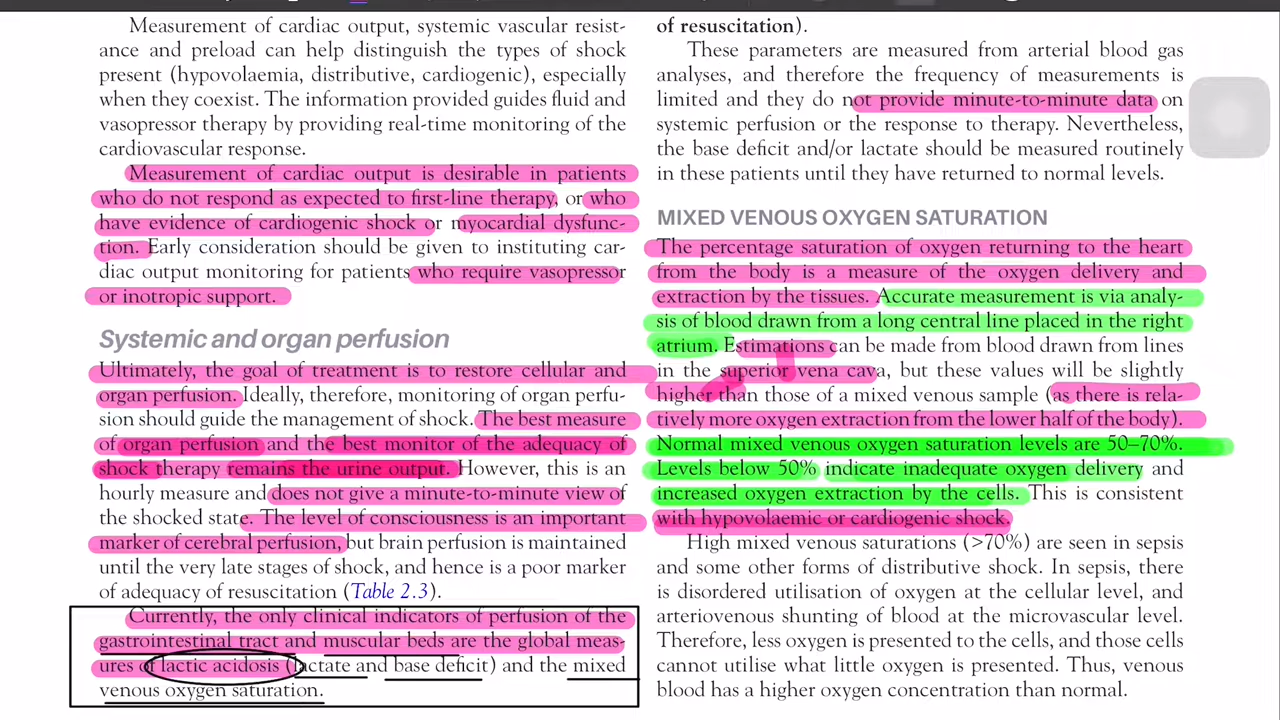 Measurement of cardiac output, systemic vascular resist-
ance and preload can help distinguish the types of shock
present (hypovolaemia, distributive, cardiogenic), especially
when they coexist. The information provided guides fluid and
vasopressor therapy by providing real-time monitoring of the
cardiovascular response.
Measurement of cardiac output is desirable in patients
who do not respond as expected to first-line therapy, or who
have evidence of cardiogenic shock or myocardial dysfunc-
tion. Early consideration should be given to instituting car-
diac output monitoring for patients who require vasopressor
or inotropic support.
Systemic and organ perfusion
Ultimately, the goal of treatment is to restore cellular and
organ perfusion. Ideally, therefore, monitoring of organ perfu-
sion should guide the management of shock. The best measure
of organ perfusion and the best monitor of the adequacy of
shock therapy remains the urine output. However, this is an
hourly measure and does not give a minute-to-minute view of
the shocked state. The level of consciousness is an important
marker of cerebral perfusion, but brain perfusion is maintained
until the very late stages of shock, and hence is a poor marker
of adequacy of resuscitation (Table 2.3).
Currently, the only clinical indicators of perfusion of the
gastrointestinal tract and muscular beds are the global meas-
ures of lactic acidosis (lactate and base deficit) and the mixed
venous oxygen saturation.
of resuscitation).
These parameters are measured from arterial blood gas
analyses, and therefore the frequency of measurements is
limited and they do not provide minute-to-minute data on
systemic perfusion or the response to therapy. Nevertheless,
the base deficit and/or lactate should be measured routinely
in these patients until they have returned to normal levels.
MIXED VENOUS OXYGEN SATURATION
The percentage saturation of oxygen returning to the heart
from the body is a measure of the oxygen delivery and
extraction by the tissues. Accurate measurement is via analy-
sis of blood drawn from a long central line placed in the right
atrium. Estimations can be made from blood drawn from lines
in the superior vena cava, but these values will be slightly
higher than those of a mixed venous sample (as there is rela-
tively more oxygen extraction from the lower half of the body).
Normal mixed venous oxygen saturation levels are 50–70%.
Levels below 50% indicate inadequate oxygen delivery and
increased oxygen extraction by the cells. This is consistent
with hypovolaemic or cardiogenic shock.
High mixed venous saturations (>70%) are seen in sepsis
and some other forms of distributive shock. In sepsis, there
is disordered utilisation of oxygen at the cellular level, and
arteriovenous shunting of blood at the microvascular level.
Therefore, less oxygen is presented to the cells, and those cells
cannot utilise what little oxygen is presented. Thus, venous
blood has a higher oxygen concentration than normal.